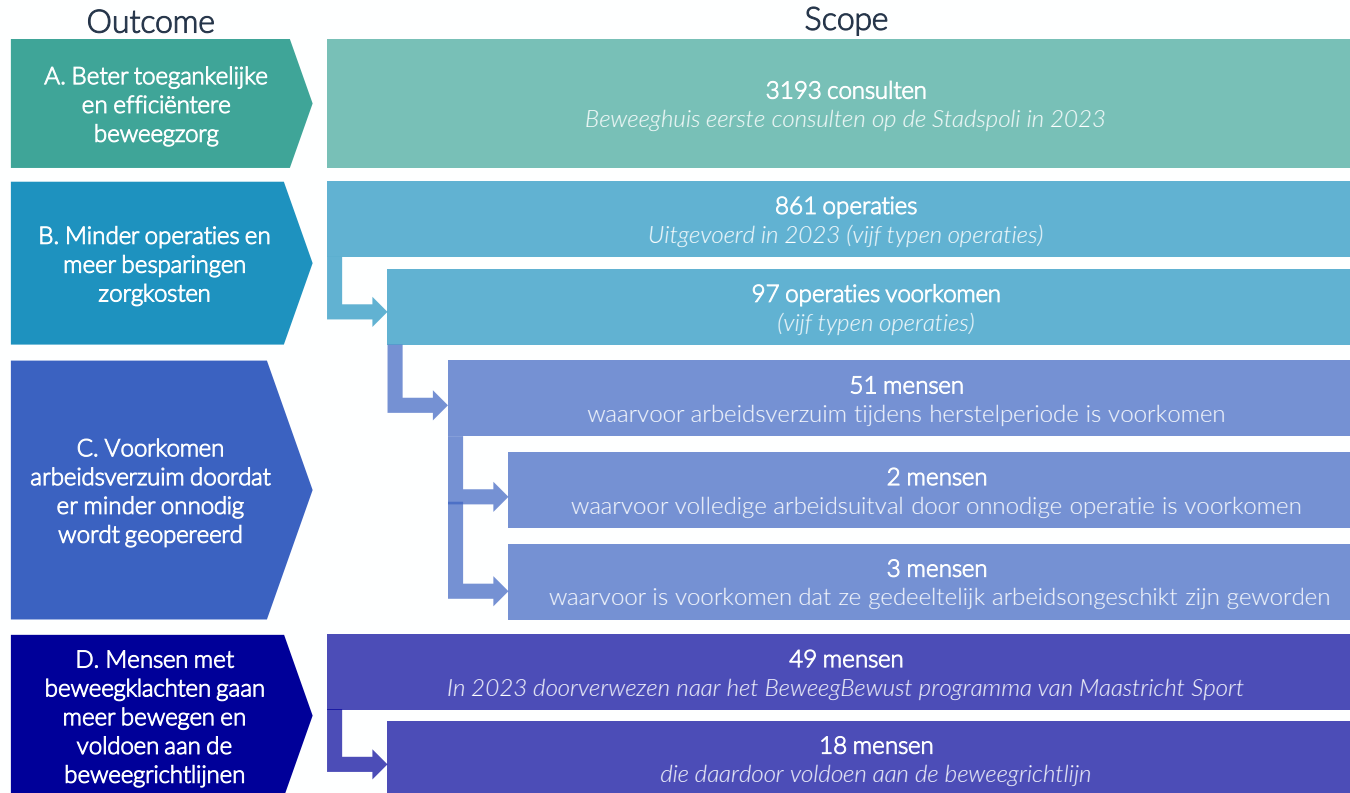 Outcome
Scope
A. Beter toegankelijke
en efficiëntere
beweegzorg
3193 consulten
Beweeghuis eerste consulten op de Stadspoli in 2023
B. Minder operaties en
meer besparingen
zorgkosten
861 operaties
Uitgevoerd in 2023 (vijf typen operaties)
97 operaties voorkomen
(vijf typen operaties)
C. Voorkomen
arbeidsverzuim doordat
er minder onnodig
wordt geopereerd
51 mensen
waarvoor arbeidsverzuim tijdens herstelperiode is voorkomen
2 mensen
waarvoor volledige arbeidsuitval door onnodige operatie is voorkomen
3 mensen
waarvoor is voorkomen dat ze gedeeltelijk arbeidsongeschikt zijn geworden
D. Mensen met
beweegklachten gaan
meer bewegen en
voldoen aan de
beweegrichtlijnen
49 mensen
In 2023 doorverwezen naar het BeweegBewust programma van Maastricht Sport
18 mensen
die daardoor voldoen aan de beweegrichtlijn